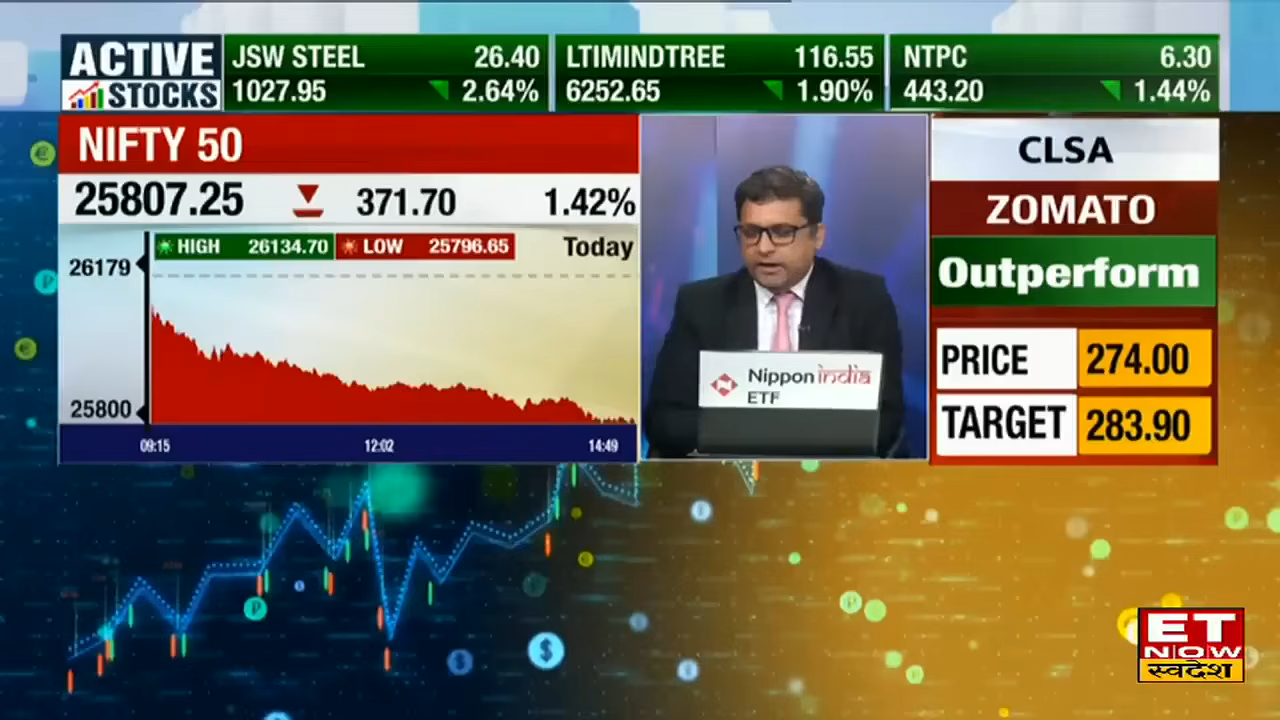 ACTIVE
STOCKS
JSW STEEL 26.40
1027.95 2.64%
LTIMINDTREE 116.55
6252.65 1.90%
NTPC 6.30
443.20 1.44%
NIFTY 50
25807.25 371.70 1.42%
HIGH 26134.70 LOW 25796.65 Today
26179
25800
09:15 12:02 14:49
Nippon india
ETF
CLSA
ZOMATO
Outperform
PRICE 274.00
TARGET 283.90
ET
NOW
स्वदेश